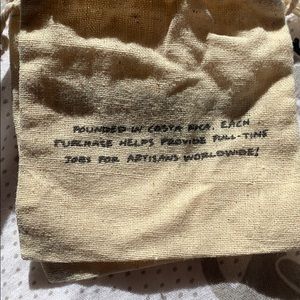 FOUNDED IN COSTA RICA, EACH
PURCHASE HELPS PROVIDE FULL-TIME
JOBS FOR ARTISANS WORLDWIDE!